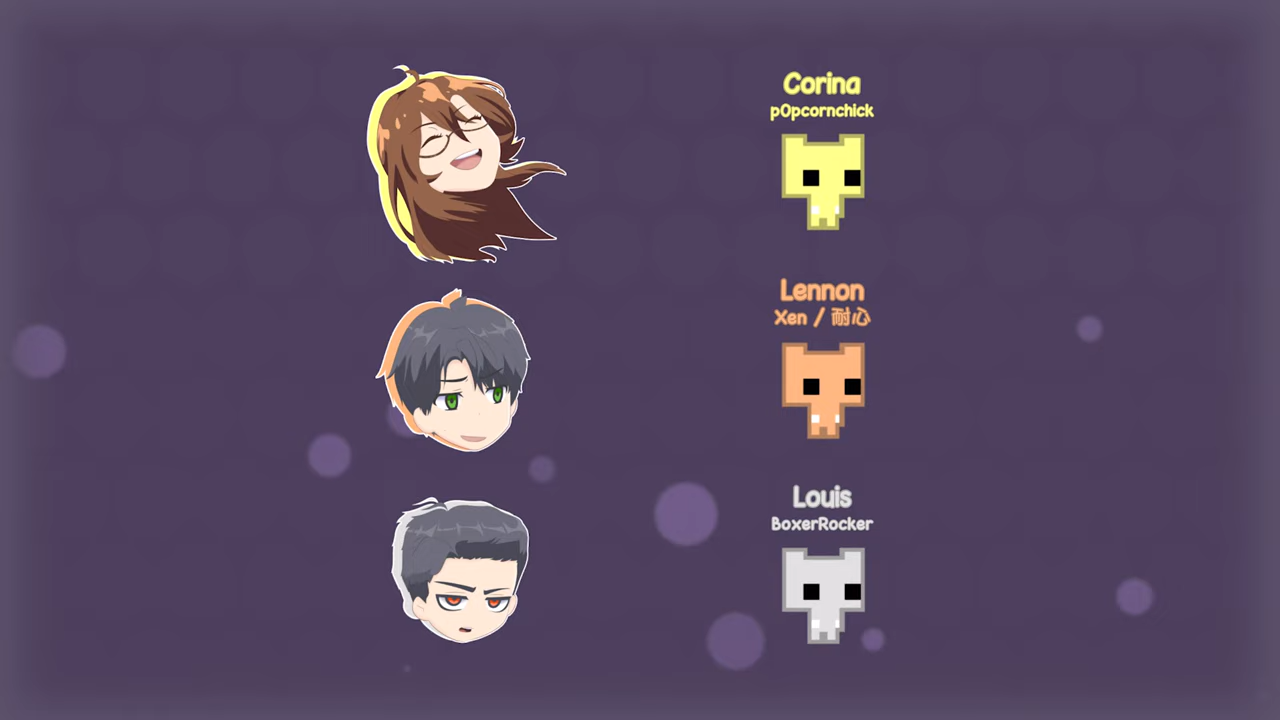 Corina
p0pcornchick
Lennon
Xen / 耐心
Louis
BoxerRocker